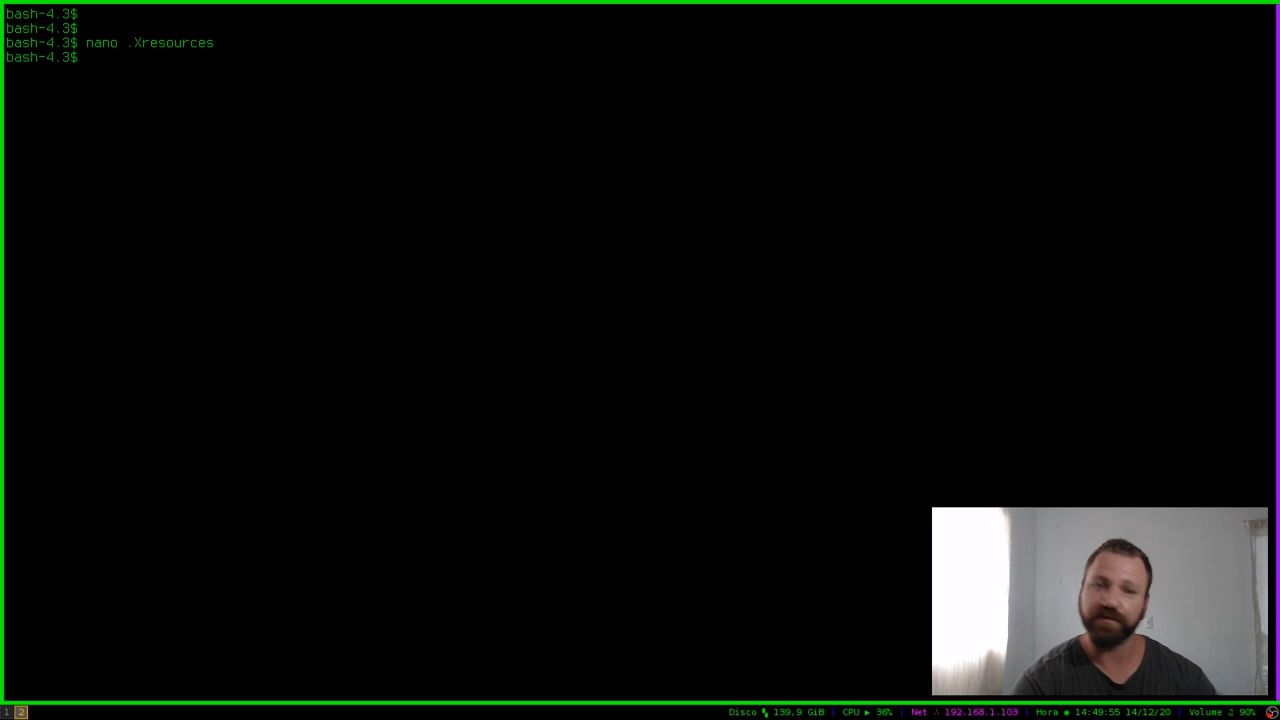 bash-4.3$
bash-4.3$
bash-4.3$ nano .Xresources
bash-4.3$
1 2 Disco 139,9 GiB | CPU ▶ 36% | Net ∴ 192.168.1.103 | Hora ◉ 14:49:55 14/12/20 | Volume ♫ 90%